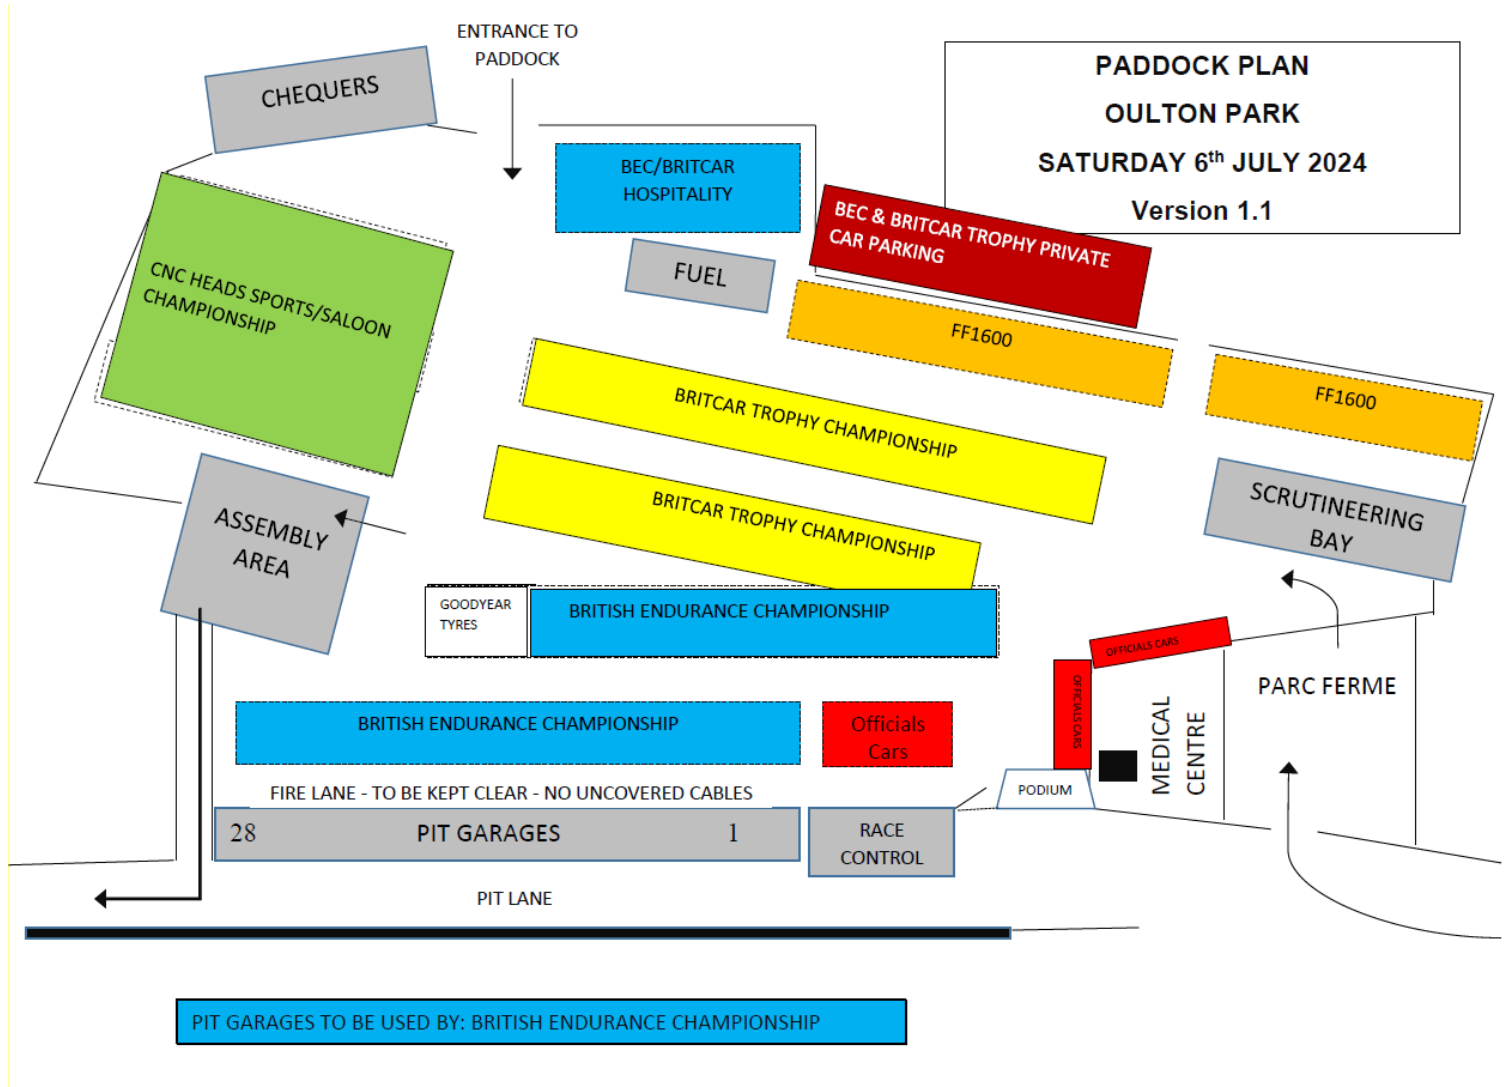 ENTRANCE TO
PADDOCK
CHEQUERS
PADDOCK PLAN
OULTON PARK
SATURDAY 6th JULY 2024
Version 1.1
BEC/BRITCAR
HOSPITALITY
BEC & BRITCAR TROPHY PRIVATE
CAR PARKING
FUEL
CNC HEADS SPORTS/SALOON
CHAMPIONSHIP
FF1600
FF1600
BRITCAR TROPHY CHAMPIONSHIP
BRITCAR TROPHY CHAMPIONSHIP
SCRUTINEERING
BAY
ASSEMBLY
AREA
GOODYEAR
TYRES
BRITISH ENDURANCE CHAMPIONSHIP
OFFICIALS CARS
OFFICIALS CARS
PARC FERME
MEDICAL
CENTRE
BRITISH ENDURANCE CHAMPIONSHIP
Officials
Cars
FIRE LANE - TO BE KEPT CLEAR - NO UNCOVERED CABLES
PODIUM
28 PIT GARAGES 1
RACE
CONTROL
PIT LANE
PIT GARAGES TO BE USED BY: BRITISH ENDURANCE CHAMPIONSHIP